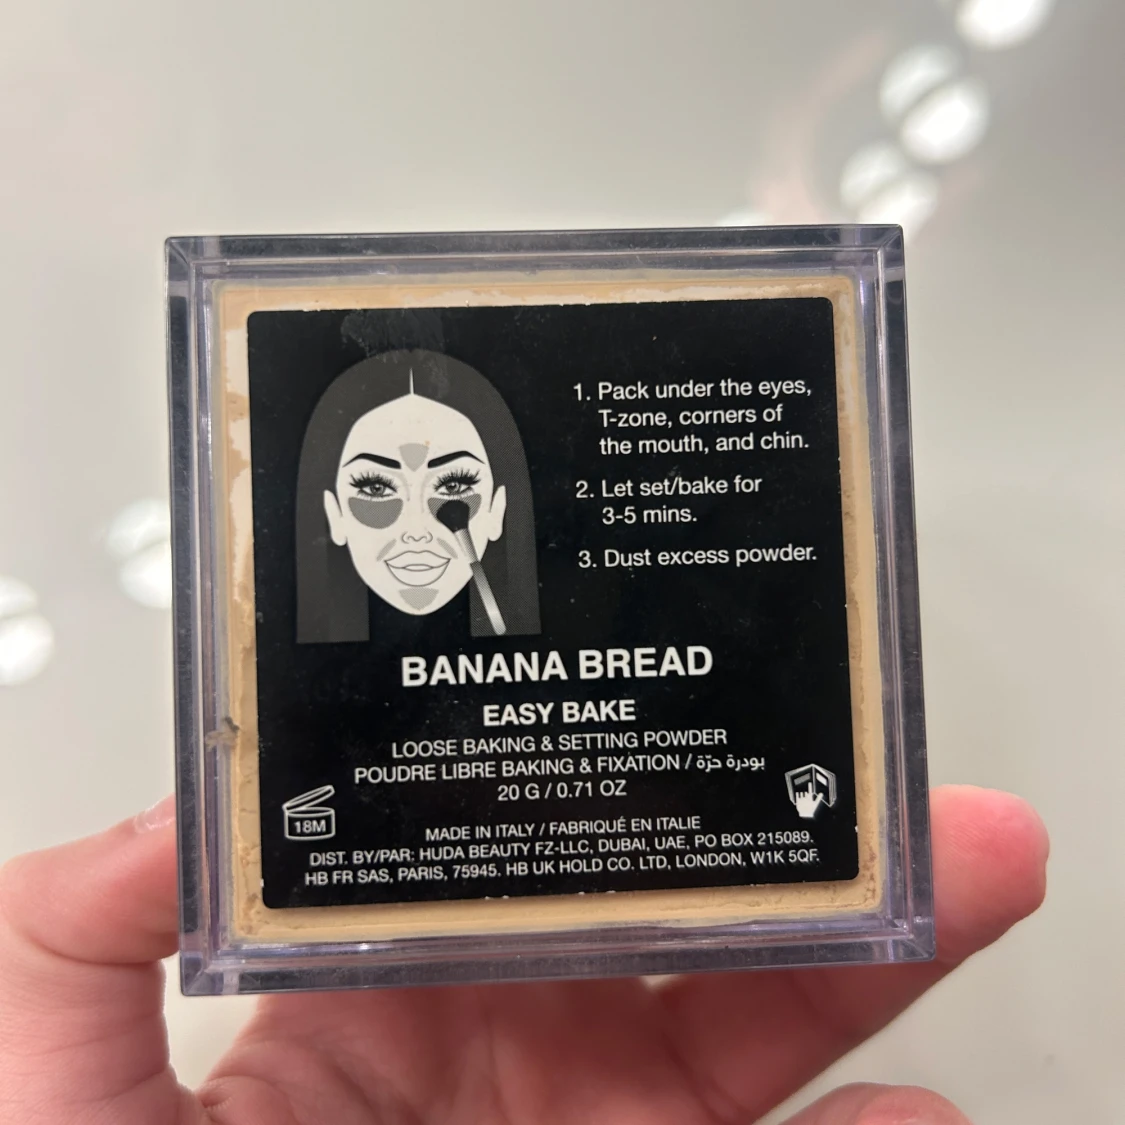 1. Pack under the eyes,
T-zone, corners of
the mouth, and chin.
2. Let set/bake for
3-5 mins.
3. Dust excess powder.
BANANA BREAD
EASY BAKE
LOOSE BAKING & SETTING POWDER
POUDRE LIBRE BAKING & FIXATION / بودرة حرّة
20 G / 0.71 OZ
18M
MADE IN ITALY / FABRIQUÉ EN ITALIE
DIST. BY/PAR: HUDA BEAUTY FZ-LLC, DUBAI, UAE, PO BOX 215089.
HB FR SAS, PARIS, 75945. HB UK HOLD CO. LTD, LONDON, W1K 5QF.